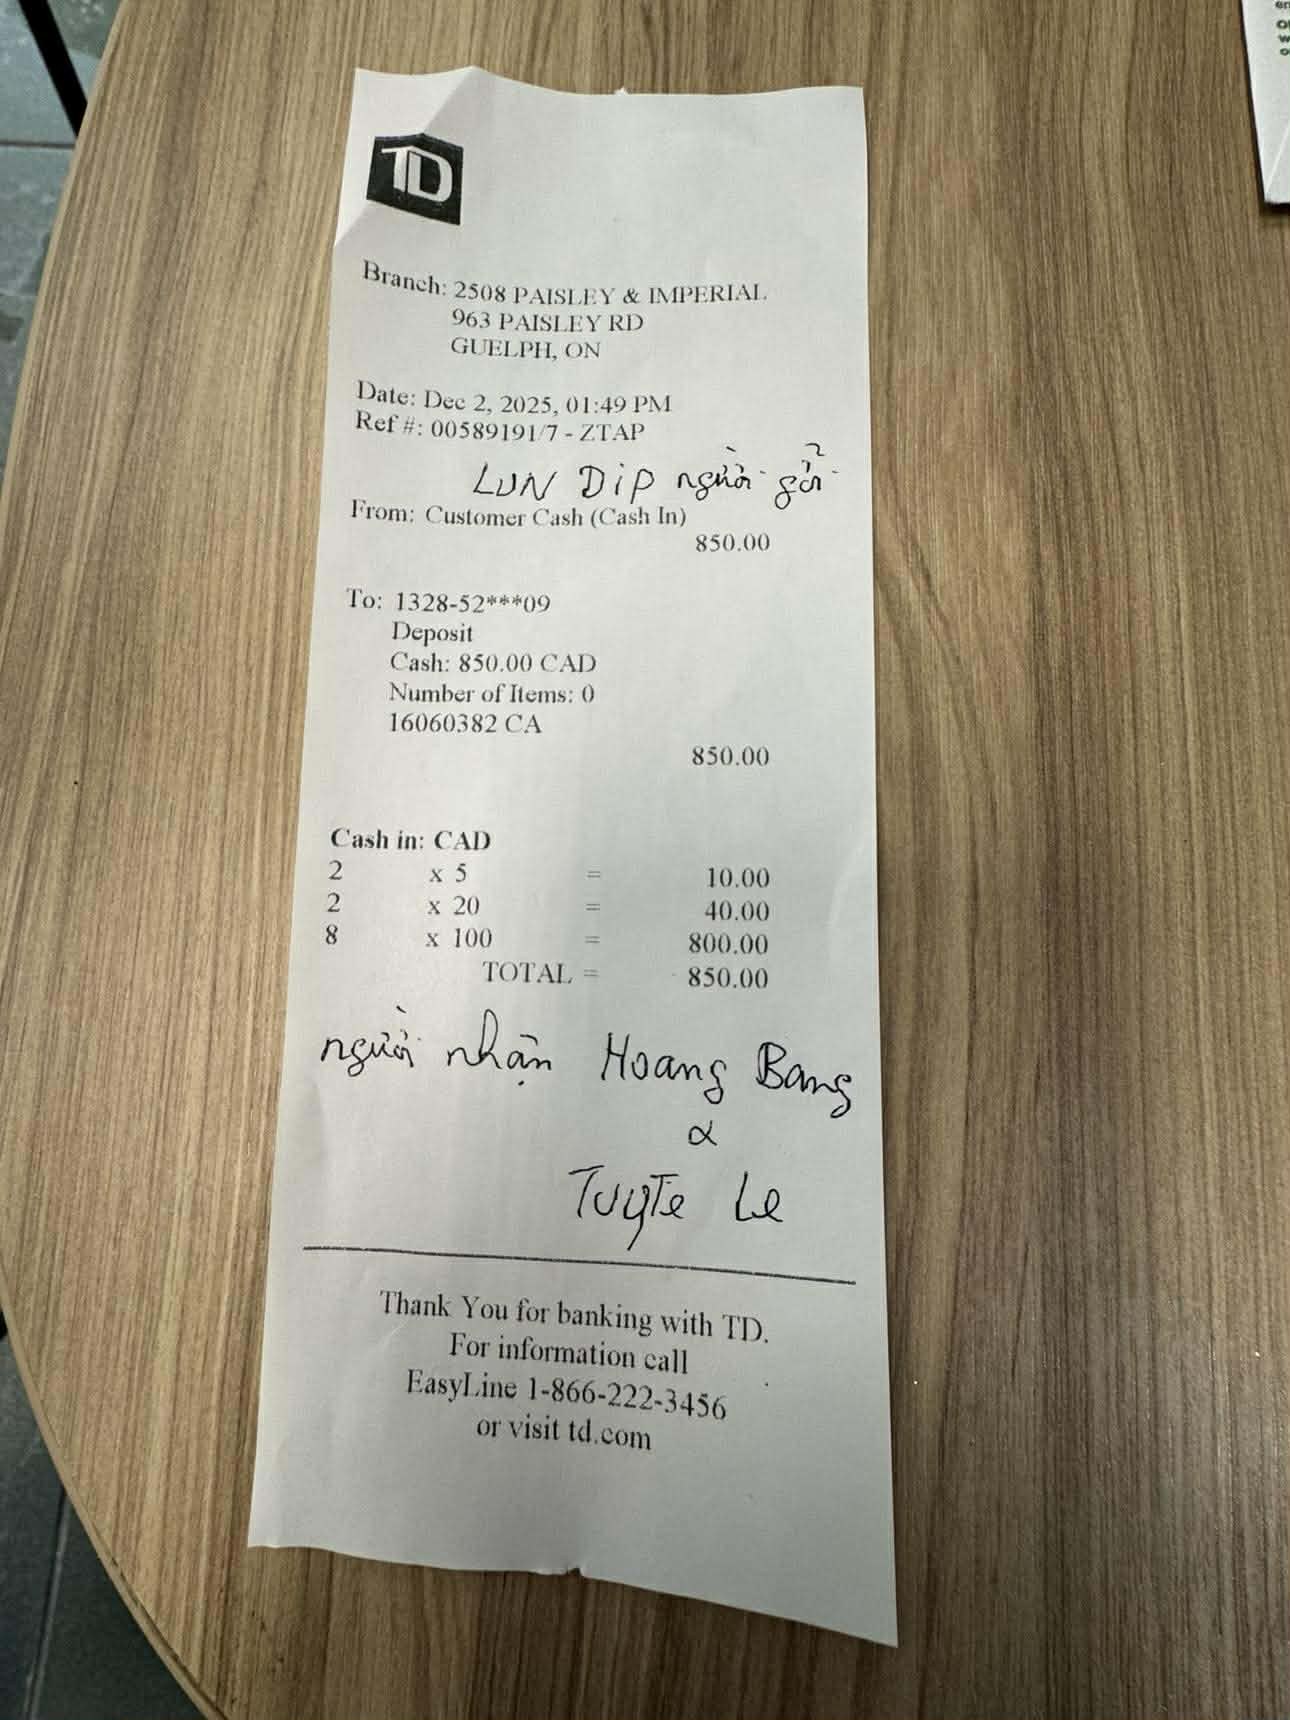 TD
Branch: 2508 PAISLEY & IMPERIAL
963 PAISLEY RD
GUELPH, ON
Date: Dec 2, 2025, 01:49 PM
Ref #: 00589191/7 - ZTAP
LUN DIP người gửi
From: Customer Cash (Cash In)
850.00
To: 1328-52***09
Deposit
Cash: 850.00 CAD
Number of Items: 0
16060382 CA
850.00
Cash in: CAD
2 x 5 = 10.00
2 x 20 = 40.00
8 x 100 = 800.00
TOTAL = 850.00
người nhận Hoang Bang
&
Tuyte Le
Thank You for banking with TD.
For information call
EasyLine 1-866-222-3456
or visit td.com